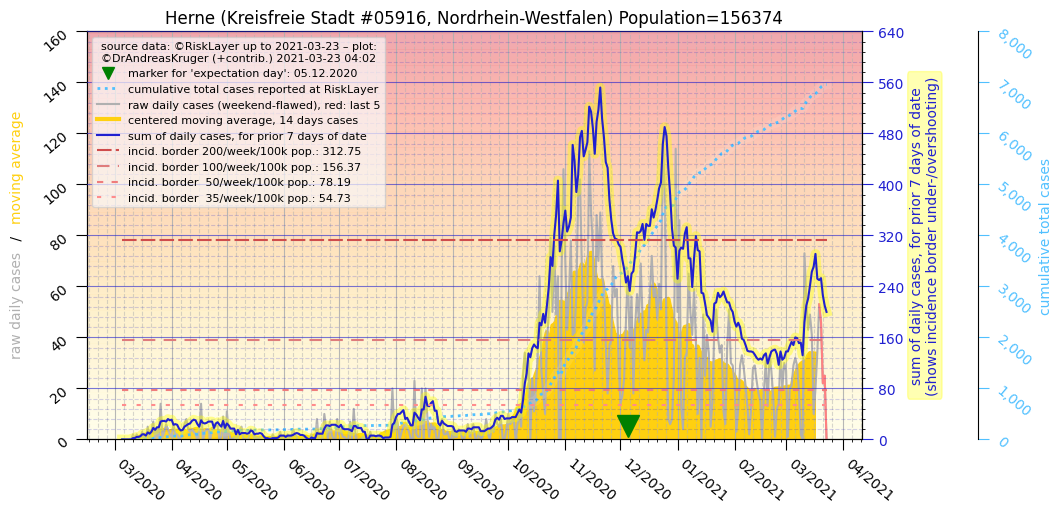 Herne (Kreisfreie Stadt #05916, Nordrhein-Westfalen) Population=156374
source data: ©RiskLayer up to 2021-03-23 – plot:
©DrAndreasKruger (+contrib.) 2021-03-23 04:02
marker for 'expectation day': 05.12.2020
cumulative total cases reported at RiskLayer
raw daily cases (weekend-flawed), red: last 5
centered moving average, 14 days cases
sum of daily cases, for prior 7 days of date
incid. border 200/week/100k pop.: 312.75
incid. border 100/week/100k pop.: 156.37
incid. border  50/week/100k pop.: 78.19
incid. border  35/week/100k pop.: 54.73
raw daily cases / moving average
160
140
120
100
80
60
40
20
0
640
560
480
400
320
240
160
80
0
sum of daily cases, for prior 7 days of date
(shows incidence border under-/overshooting)
8,000
7,000
6,000
5,000
4,000
3,000
2,000
1,000
0
cumulative total cases
03/2020
04/2020
05/2020
06/2020
07/2020
08/2020
09/2020
10/2020
11/2020
12/2020
01/2021
02/2021
03/2021
04/2021